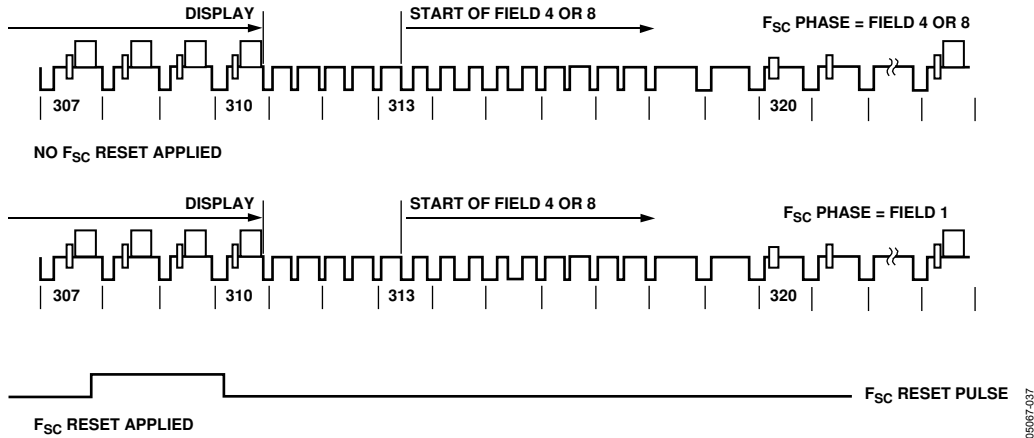 DISPLAY
START OF FIELD 4 OR 8
FSC PHASE = FIELD 4 OR 8
307 310 313 320
NO FSC RESET APPLIED
DISPLAY
START OF FIELD 4 OR 8
FSC PHASE = FIELD 1
307 310 313 320
FSC RESET PULSE
FSC RESET APPLIED
05067-037